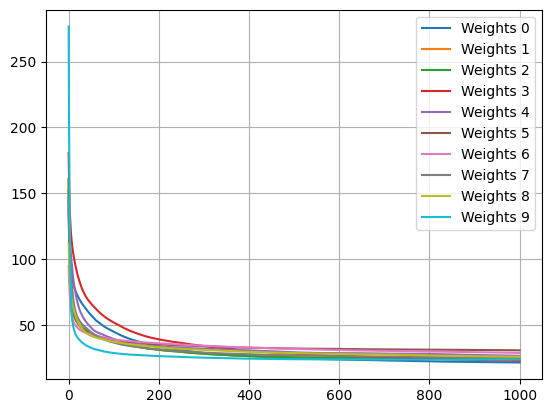 250
200
150
100
50
0
200
400
600
800
1000
Weights 0
Weights 1
Weights 2
Weights 3
Weights 4
Weights 5
Weights 6
Weights 7
Weights 8
Weights 9